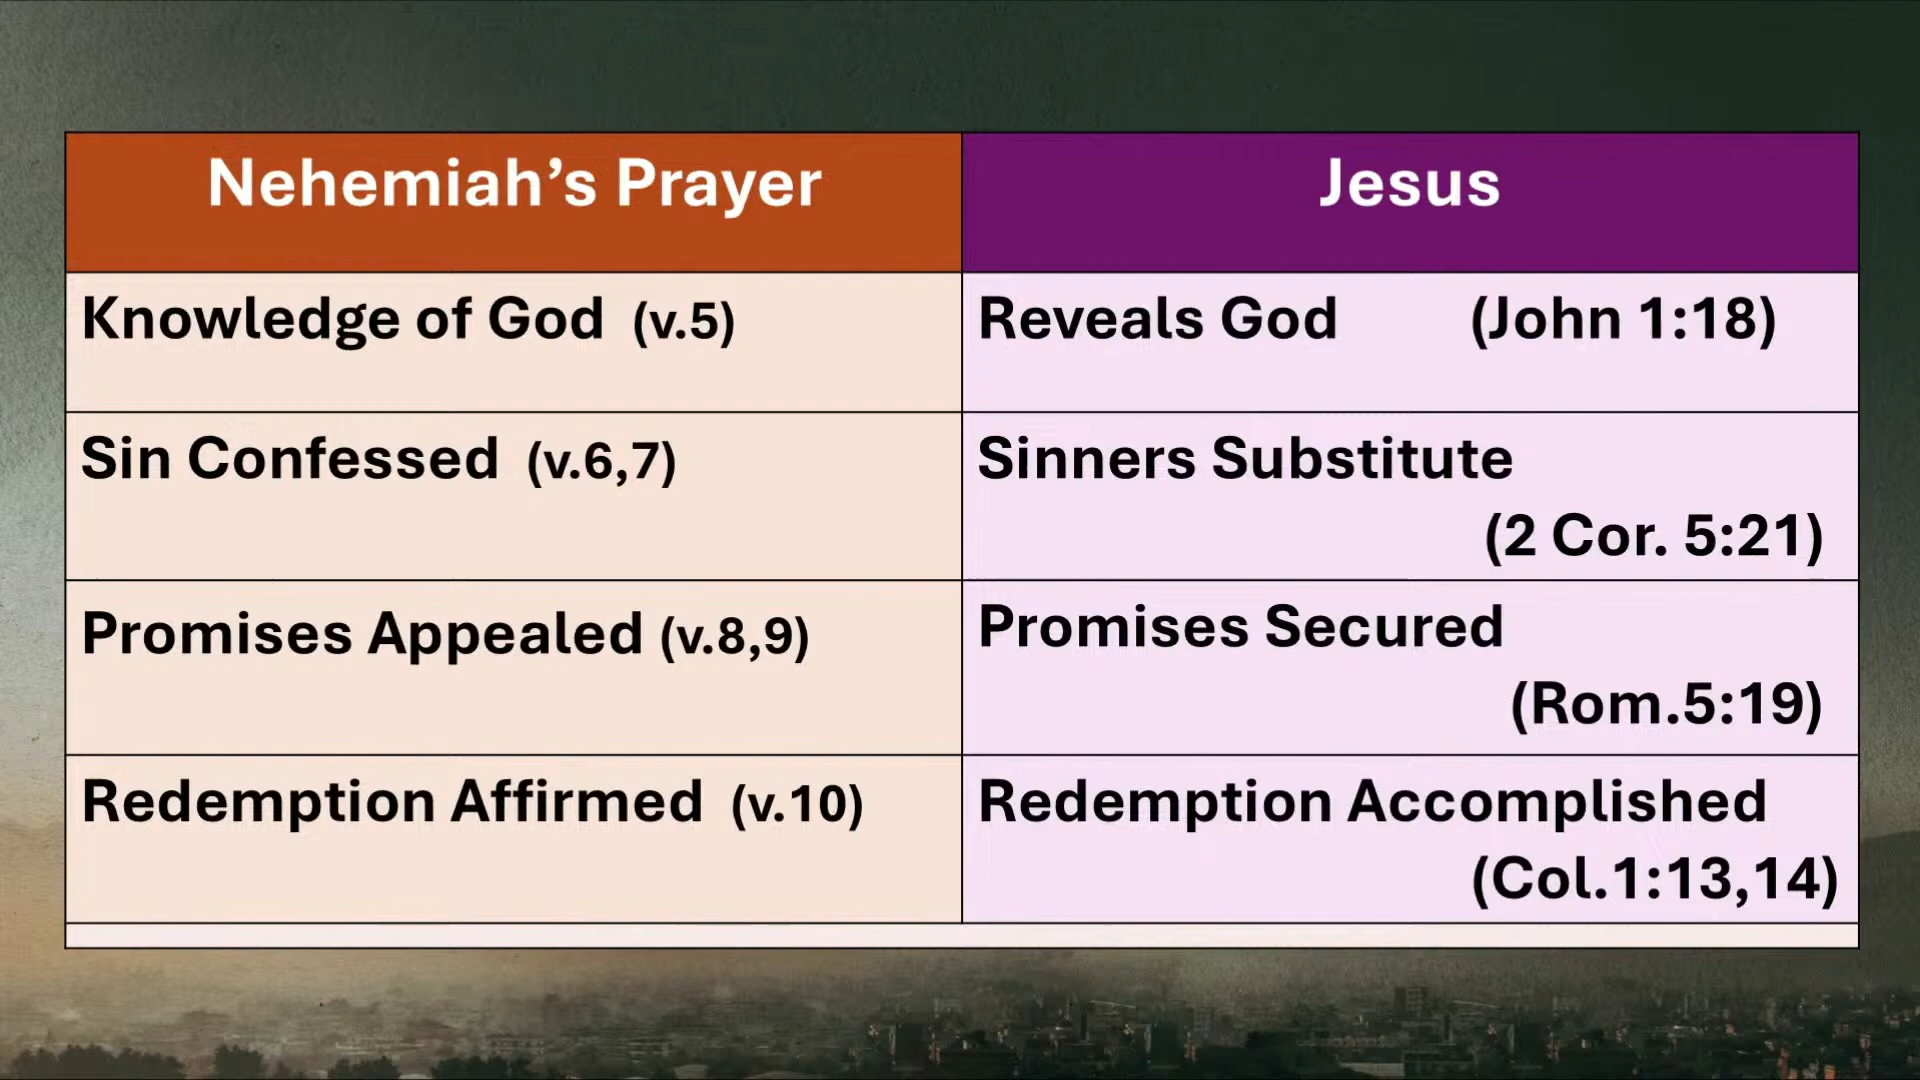 Nehemiah’s Prayer
Jesus
Knowledge of God (v.5)
Reveals God (John 1:18)
Sin Confessed (v.6,7)
Sinners Substitute
(2 Cor. 5:21)
Promises Appealed (v.8,9)
Promises Secured
(Rom.5:19)
Redemption Affirmed (v.10)
Redemption Accomplished
(Col.1:13,14)